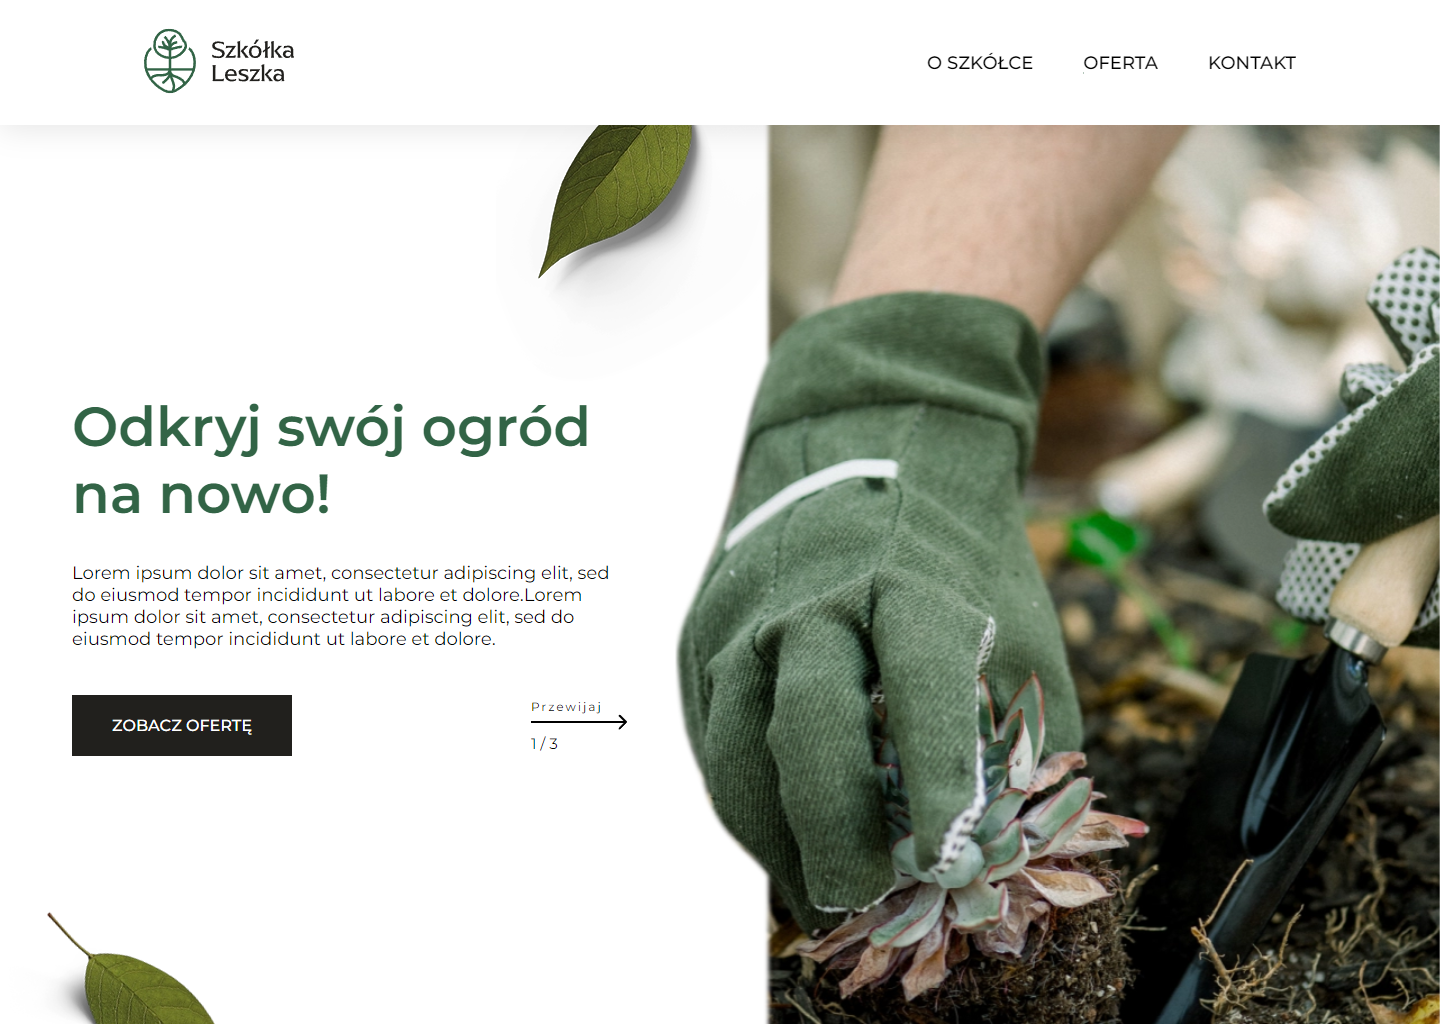 Szkółka
Leszka
O SZKÓŁCE
OFERTA
KONTAKT
Odkryj swój ogród
na nowo!
Lorem ipsum dolor sit amet, consectetur adipiscing elit, sed
do eiusmod tempor incididunt ut labore et dolore.Lorem
ipsum dolor sit amet, consectetur adipiscing elit, sed do
eiusmod tempor incididunt ut labore et dolore.
ZOBACZ OFERTĘ
Przewijaj
1 / 3